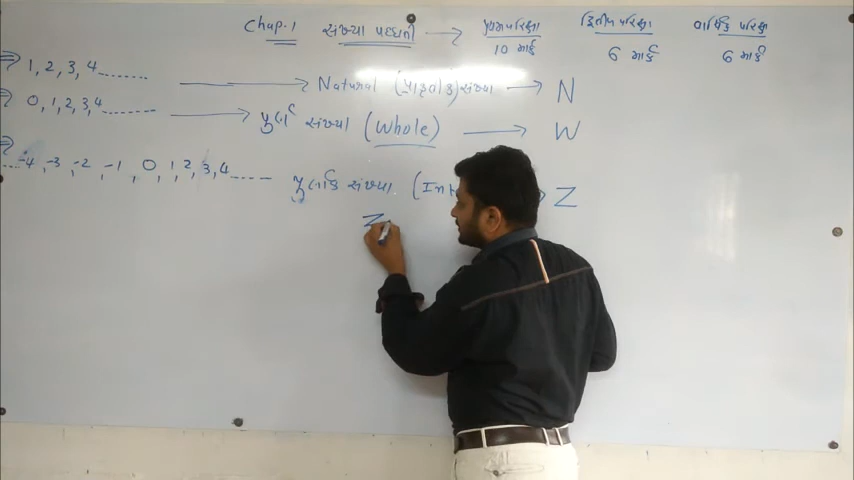 Chap.1 સંખ્યા પદ્ધતી → પ્રથમ પરિક્ષા દ્વિતીય પરિક્ષા વાર્ષિક પરિક્ષા
10 માર્ક 6 માર્ક 6 માર્ક
⇒ 1, 2, 3, 4....... → Natural (પ્રાકૃતિક) સંખ્યા → N
⇒ 0, 1, 2, 3, 4......... → પુર્ણ સંખ્યા (Whole) → W
⇒ ....-4, -3, -2, -1, 0, 1, 2, 3, 4..... પુર્ણાંક સંખ્યા (Int → Z
Z